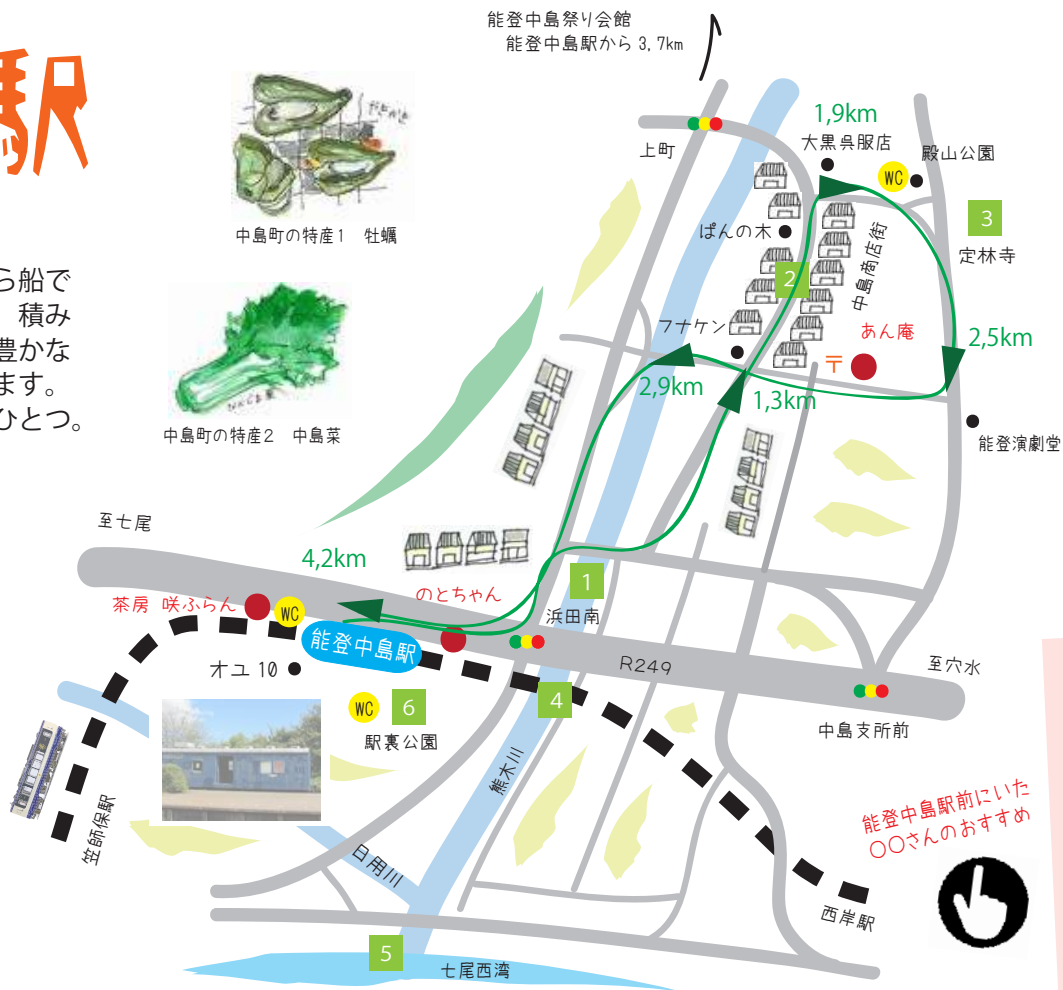 駅
能登中島祭り会館
能登中島駅から 3,7km
ら船で
積み
豊かな
ます。
ひとつ。
中島町の特産1 牡蠣
中島町の特産2 中島菜
上町
1,9km
大黒呉服店
殿山公園
WC
3
定林寺
ぱんの木
2
中島商店街
フナケン
あん庵
〒
2,5km
2,9km
1,3km
能登演劇堂
至七尾
4,2km
のとちゃん
1
浜田南
茶房 咲ふらん
WC
能登中島駅
R249
至穴水
オユ 10
WC
6
駅裏公園
4
中島支所前
熊木川
笠師保駅
日用川
能登中島駅前にいた
〇〇さんのおすすめ
西岸駅
5
七尾西湾